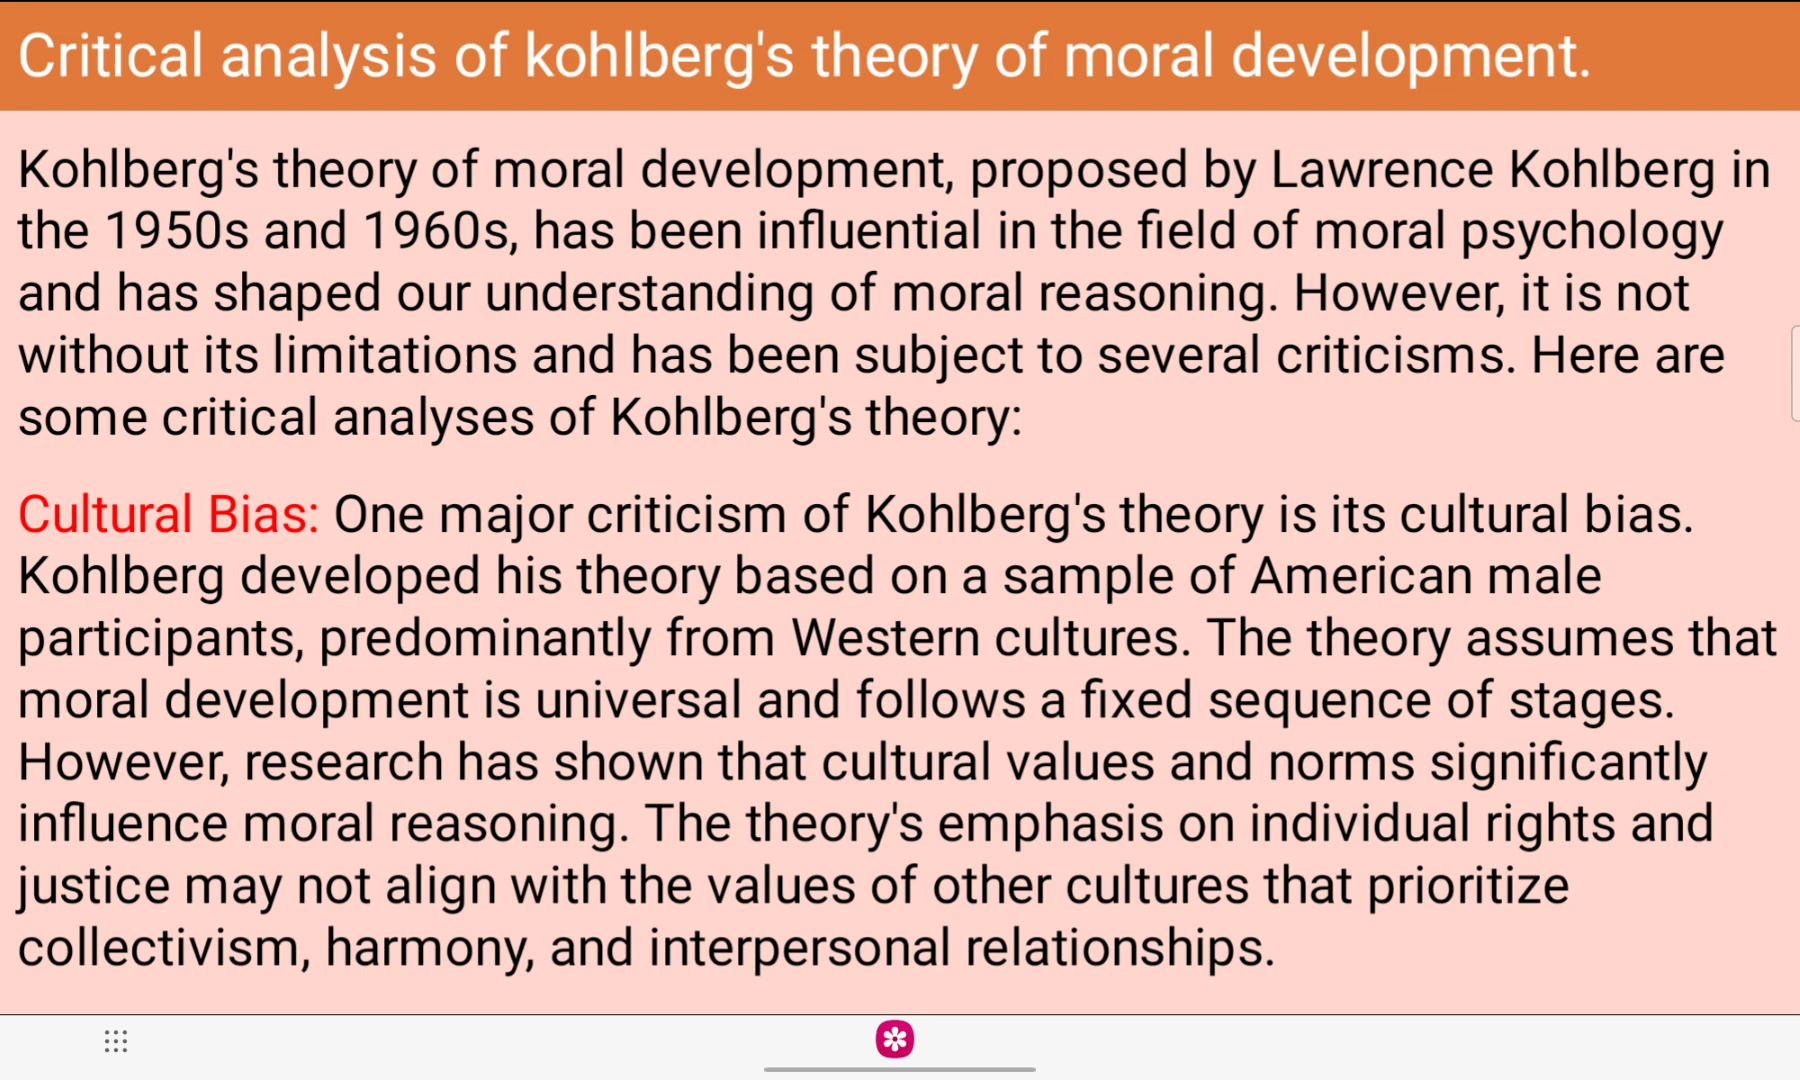 Critical analysis of kohlberg's theory of moral development.
Kohlberg's theory of moral development, proposed by Lawrence Kohlberg in
the 1950s and 1960s, has been influential in the field of moral psychology
and has shaped our understanding of moral reasoning. However, it is not
without its limitations and has been subject to several criticisms. Here are
some critical analyses of Kohlberg's theory:
Cultural Bias: One major criticism of Kohlberg's theory is its cultural bias.
Kohlberg developed his theory based on a sample of American male
participants, predominantly from Western cultures. The theory assumes that
moral development is universal and follows a fixed sequence of stages.
However, research has shown that cultural values and norms significantly
influence moral reasoning. The theory's emphasis on individual rights and
justice may not align with the values of other cultures that prioritize
collectivism, harmony, and interpersonal relationships.